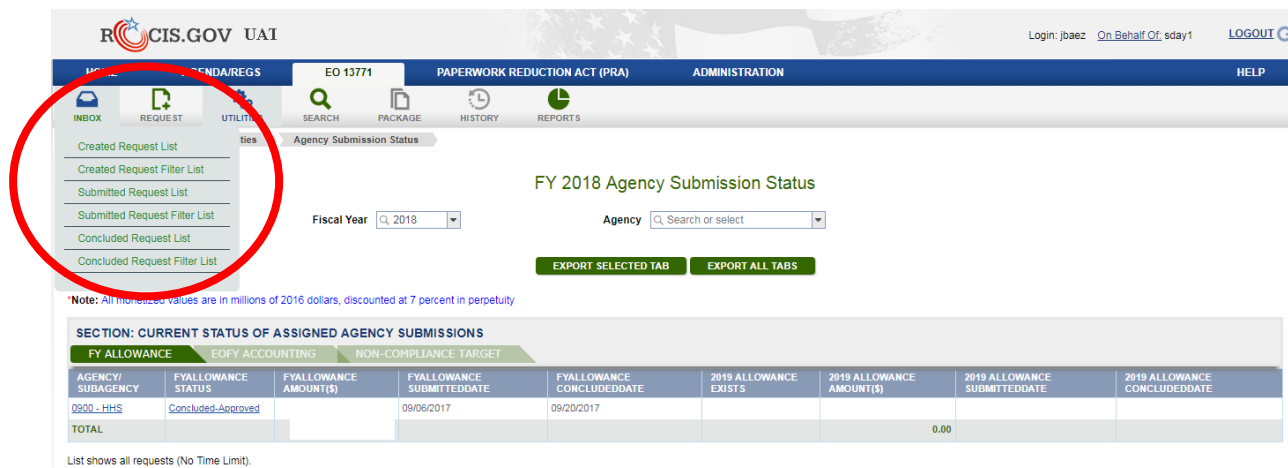 ROCIS.GOV UAI
Login: jbaez On Behalf Of: sday1 LOGOUT
HOME AGENDA/REGS EO 13771 PAPERWORK REDUCTION ACT (PRA) ADMINISTRATION HELP
INBOX REQUEST UTILITIES SEARCH PACKAGE HISTORY REPORTS
Agency Submission Status
Created Request List
Created Request Filter List
Submitted Request List
Submitted Request Filter List
Concluded Request List
Concluded Request Filter List
FY 2018 Agency Submission Status
Fiscal Year 2018 Agency Search or select
EXPORT SELECTED TAB EXPORT ALL TABS
*Note: All monetized values are in millions of 2016 dollars, discounted at 7 percent in perpetuity
SECTION: CURRENT STATUS OF ASSIGNED AGENCY SUBMISSIONS
FY ALLOWANCE EOFY ACCOUNTING NON-COMPLIANCE TARGET
AGENCY/ FYALLOWANCE FYALLOWANCE FYALLOWANCE FYALLOWANCE 2019 ALLOWANCE 2019 ALLOWANCE 2019 ALLOWANCE 2019 ALLOWANCE
SUBAGENCY STATUS AMOUNT($) SUBMITTEDDATE CONCLUDEDDATE EXISTS AMOUNT($) SUBMITTEDDATE CONCLUDEDDATE
0900 - HHS Concluded-Approved 09/06/2017 09/20/2017
TOTAL 0.00
List shows all requests (No Time Limit).